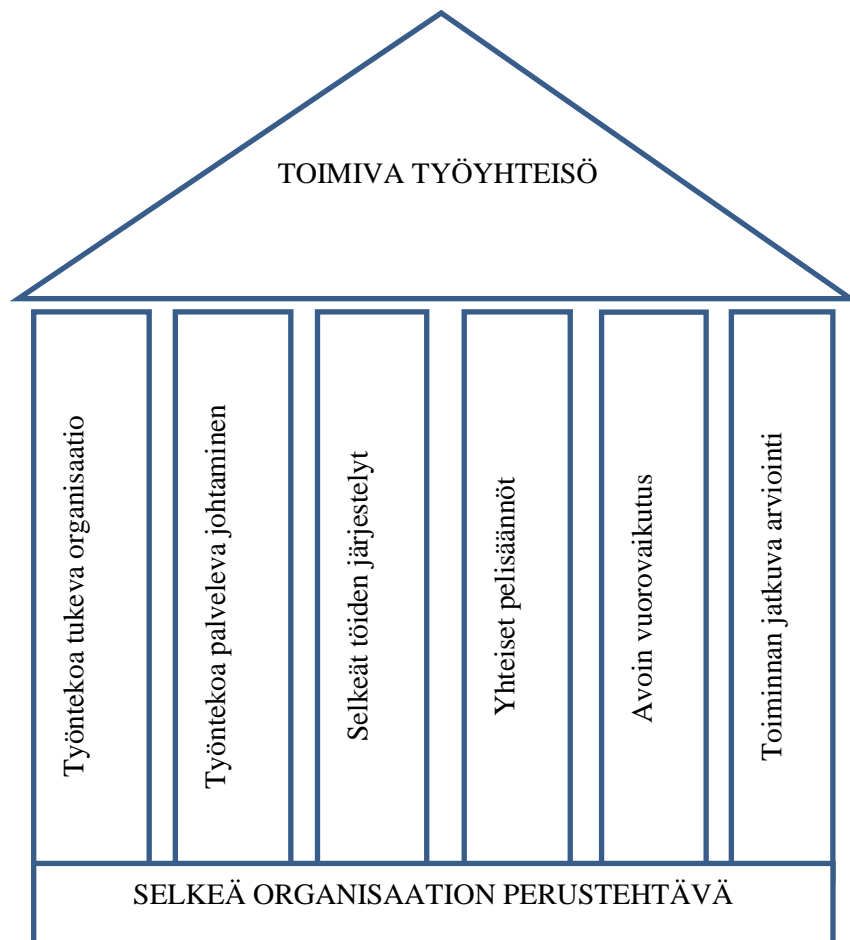 TOIMIVA TYÖYHTEISÖ
Työntekoa tukeva organisaatio
Työntekoa palveleva johtaminen
Selkeät töiden järjestelyt
Yhteiset pelisäännöt
Avoin vuorovaikutus
Toiminnan jatkuva arviointi
SELKEÄ ORGANISAATION PERUSTEHTÄVÄ